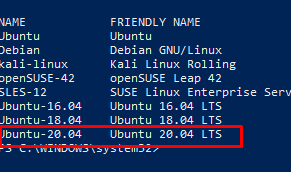 NAME FRIENDLY NAME
Ubuntu Ubuntu
Debian Debian GNU/Linux
kali-linux Kali Linux Rolling
openSUSE-42 openSUSE Leap 42
SLES-12 SUSE Linux Enterprise Serv
Ubuntu-16.04 Ubuntu 16.04 LTS
Ubuntu-18.04 Ubuntu 18.04 LTS
Ubuntu-20.04 Ubuntu 20.04 LTS
PS C:\WINDOWS\system32>